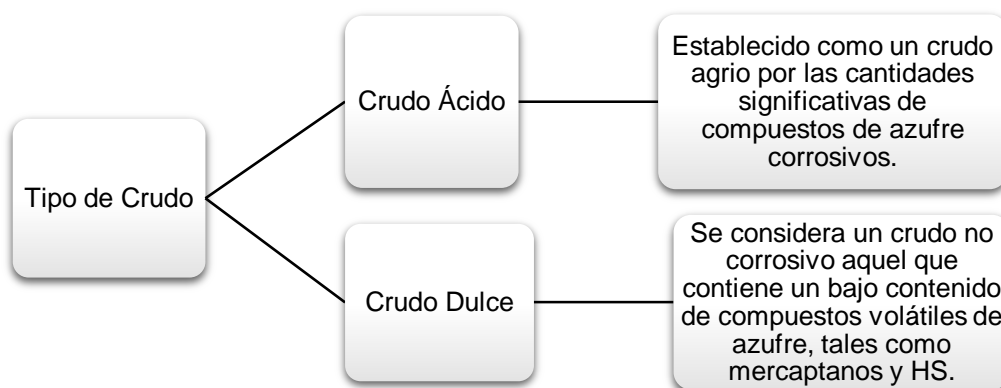 Tipo de Crudo
Crudo Ácido
Establecido como un crudo
agrio por las cantidades
significativas de
compuestos de azufre
corrosivos.
Crudo Dulce
Se considera un crudo no
corrosivo aquel que
contiene un bajo contenido
de compuestos volátiles de
azufre, tales como
mercaptanos y HS.